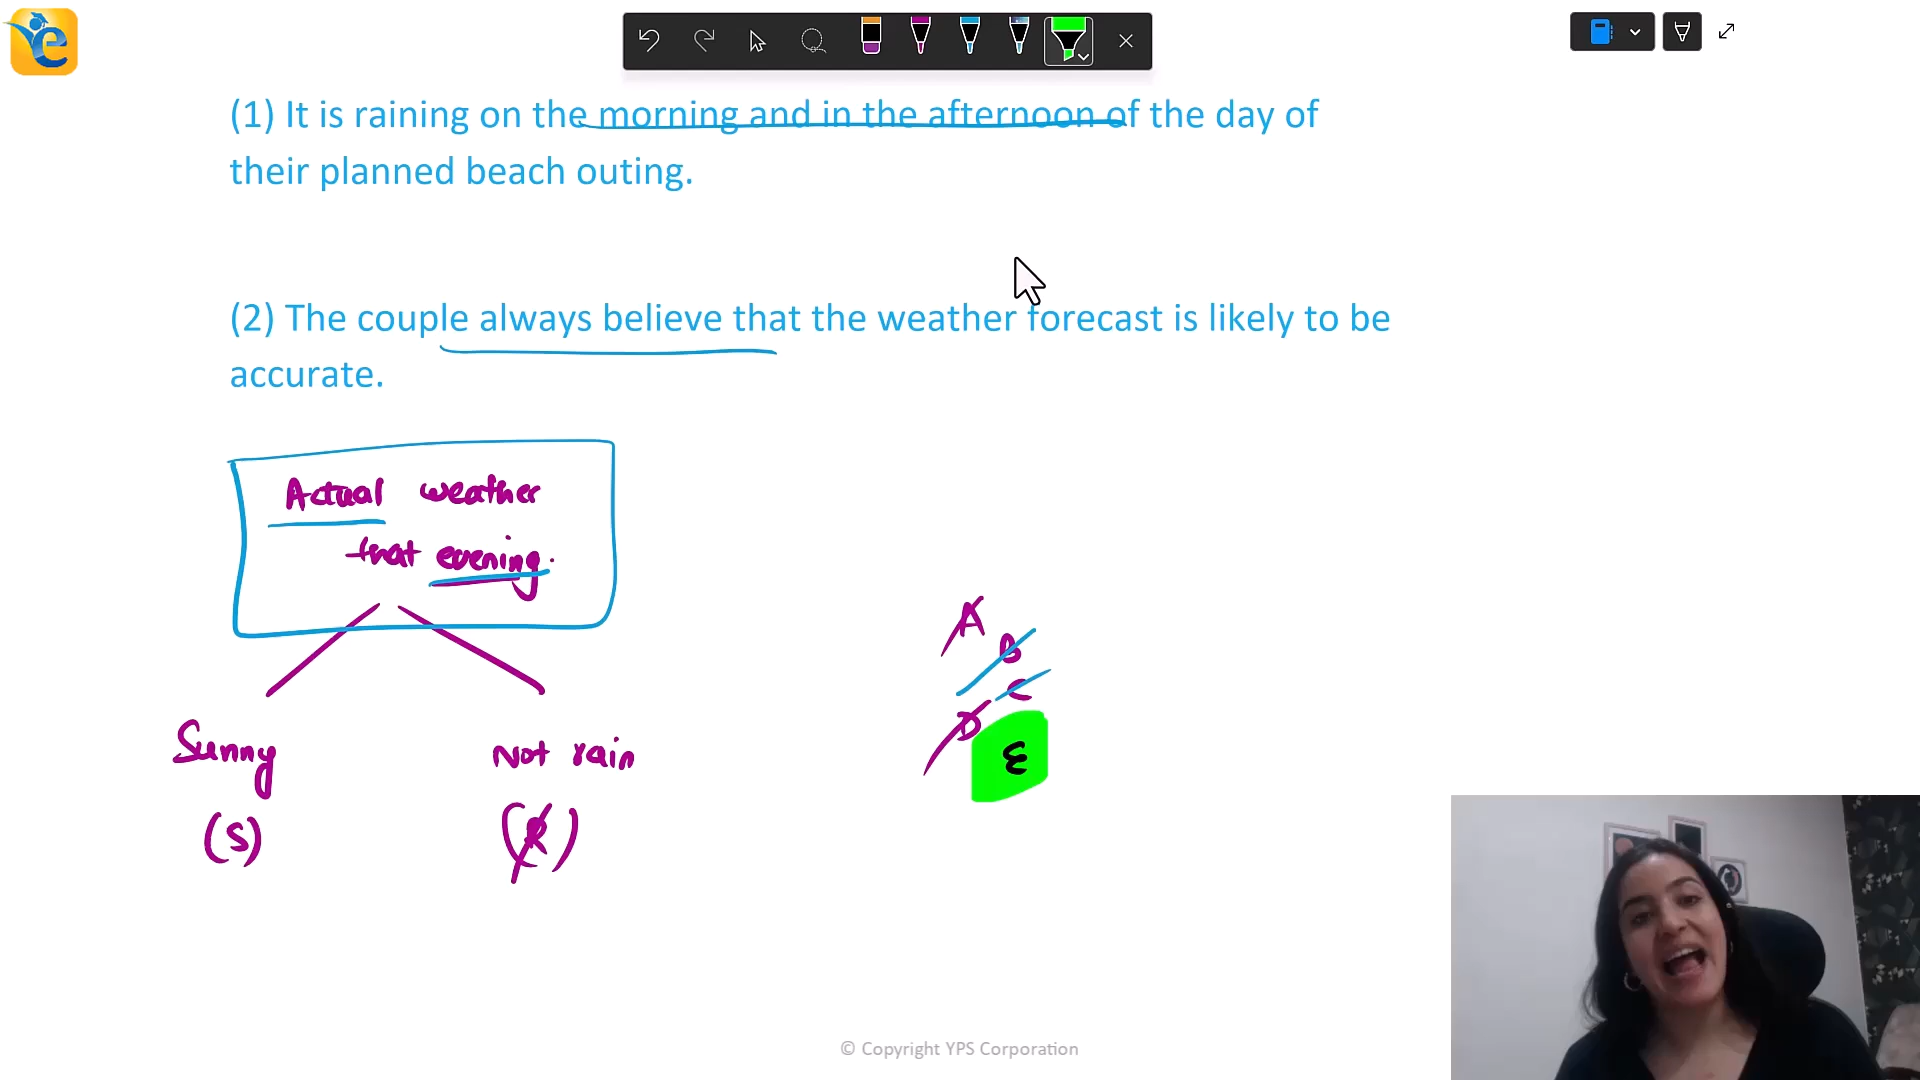 (1) It is raining on the morning and in the afternoon of the day of
their planned beach outing.
(2) The couple always believe that the weather forecast is likely to be
accurate.
Actual weather
that evening.
Sunny
Not rain
(S)
(R)
A
B
C
D
E
© Copyright YPS Corporation